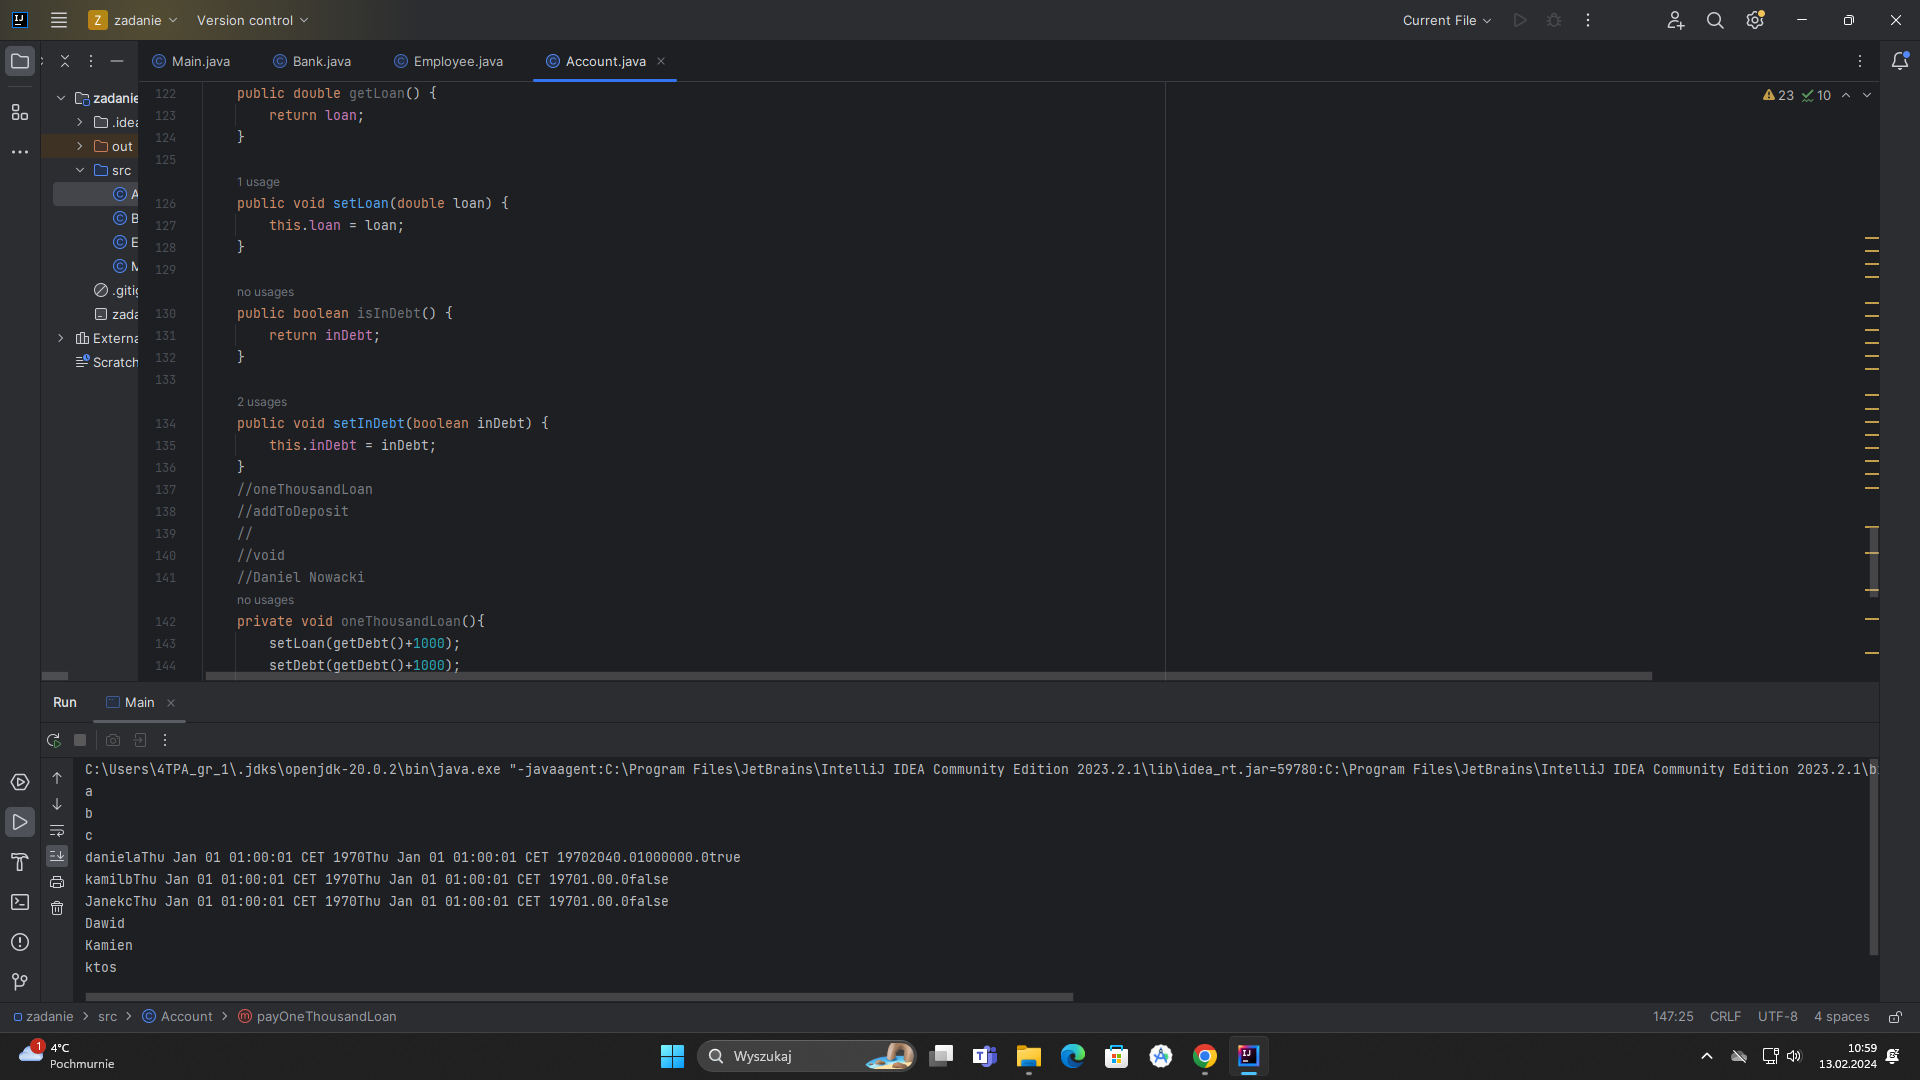 Z zadanie Version control Current File
Main.java Bank.java Employee.java Account.java
zadanie
.idea
out
src
A
B
E
M
.gitig
zada
Externa
Scratch
23 10
122 public double getLoan() {
123 return loan;
124 }
125
1 usage
126 public void setLoan(double loan) {
127 this.loan = loan;
128 }
129
no usages
130 public boolean isInDebt() {
131 return inDebt;
132 }
133
2 usages
134 public void setInDebt(boolean inDebt) {
135 this.inDebt = inDebt;
136 }
137 //oneThousandLoan
138 //addToDeposit
139 //
140 //void
141 //Daniel Nowacki
no usages
142 private void oneThousandLoan(){
143 setLoan(getDebt()+1000);
144 setDebt(getDebt()+1000);
Run Main
C:\Users\4TPA_gr_1\.jdks\openjdk-20.0.2\bin\java.exe "-javaagent:C:\Program Files\JetBrains\IntelliJ IDEA Community Edition 2023.2.1\lib\idea_rt.jar=59780:C:\Program Files\JetBrains\IntelliJ IDEA Community Edition 2023.2.1\b
a
b
c
danielaThu Jan 01 01:00:01 CET 1970Thu Jan 01 01:00:01 CET 19702040.01000000.0true
kamilbThu Jan 01 01:00:01 CET 1970Thu Jan 01 01:00:01 CET 19701.00.0false
JanekcThu Jan 01 01:00:01 CET 1970Thu Jan 01 01:00:01 CET 19701.00.0false
Dawid
Kamien
ktos
zadanie src Account payOneThousandLoan 147:25 CRLF UTF-8 4 spaces
1 4°C
Pochmurnie
Wyszukaj
10:59
13.02.2024